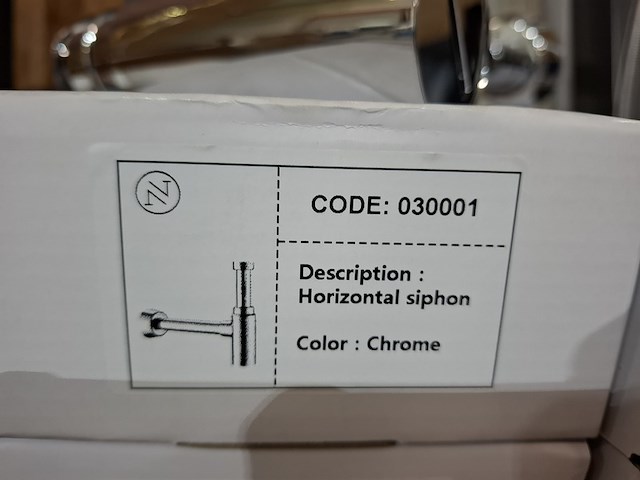 N
CODE: 030001
Description :
Horizontal siphon
Color : Chrome